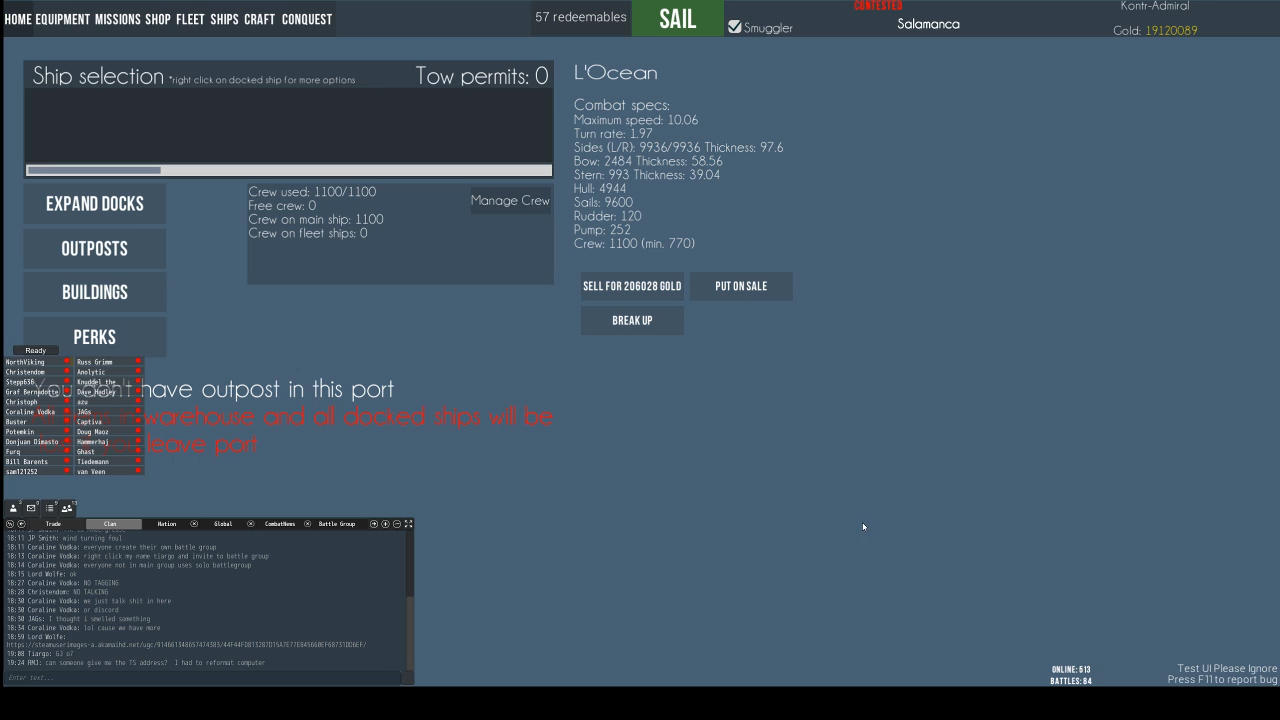 HOME EQUIPMENT MISSIONS SHOP FLEET SHIPS CRAFT CONQUEST
57 redeemables
SAIL
Smuggler
CONTESTED
Salamanca
Kontr-Admiral
Gold: 19120089
Ship selection *right click on docked ship for more options
Tow permits: 0
EXPAND DOCKS
OUTPOSTS
BUILDINGS
PERKS
Crew used: 1100/1100
Free crew: 0
Crew on main ship: 1100
Crew on fleet ships: 0
Manage Crew
L'Ocean
Combat specs:
Maximum speed: 10.06
Turn rate: 1.97
Sides (L/R): 9936/9936 Thickness: 97.6
Bow: 2484 Thickness: 58.56
Stern: 993 Thickness: 39.04
Hull: 4944
Sails: 9600
Rudder: 120
Pump: 252
Crew: 1100 (min. 770)
SELL FOR 206028 GOLD
PUT ON SALE
BREAK UP
Ready
NorthViking Russ Grimm
Christendom Anolytic
Stepp636 Knuddel the
Graf Bernadotte Dave Hadley
Christoph azu
Coraline Vodka JAGs
Buster Captiva
Potemkin Doug Maoz
Donjuan Dimasto Hammerhaj
Furq Ghast
Bill Barents Tiedemann
sam121252 van Veen
You don't have outpost in this port
warehouse and all docked ships will be
leave port
Trade Clan Nation Global CombatNews Battle Group
18:11 JP Smith: wind turning foul
18:11 Coraline Vodka: everyone create their own battle group
18:13 Coraline Vodka: right click my name tiargo and invite to battle group
18:14 Coraline Vodka: everyone not in main group uses solo battlegroup
18:15 Lord Wolfe: ok
18:27 Coraline Vodka: NO TAGGING
18:28 Christendom: NO TALKING
18:30 Coraline Vodka: we just talk shit in here
18:30 Coraline Vodka: or discord
18:30 JAGs: I thought i smelled something
18:34 Coraline Vodka: lol cause we have more
18:59 Lord Wolfe:
19:08 Tiargo: GJ o7
19:24 RMJ: can someone give me the TS address? I had to reformat computer
Enter text...
ONLINE: 613
BATTLES: 84
Test UI Please Ignore
Press F11 to report bug